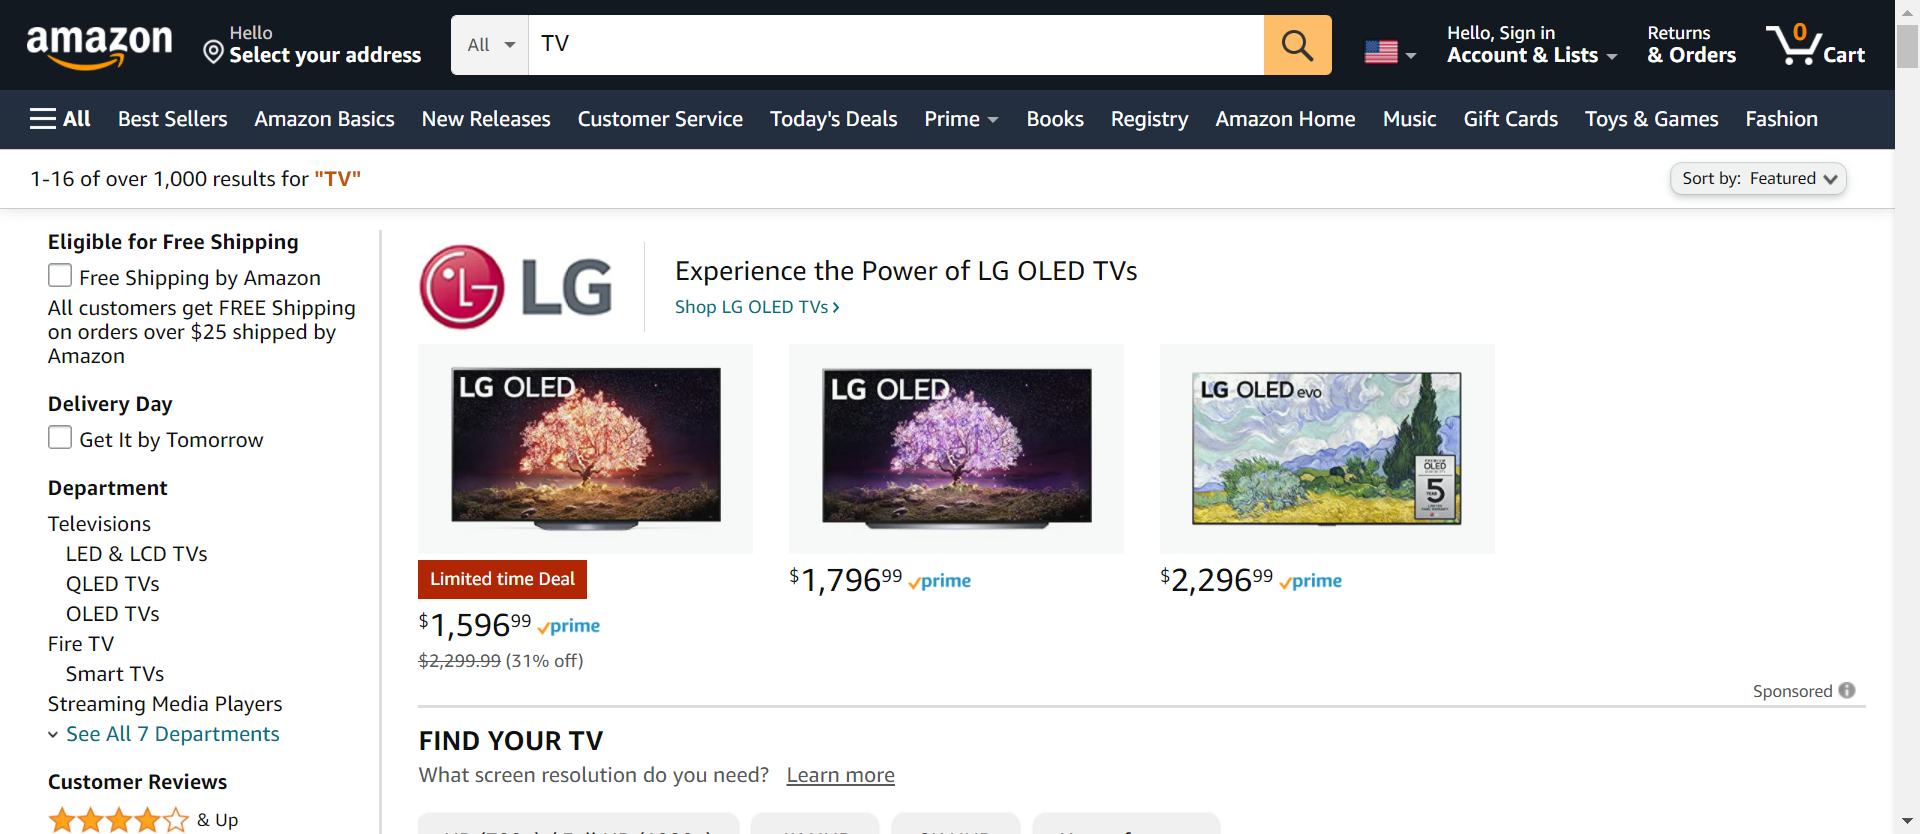 amazon
Hello
Select your address
All
TV
Hello, Sign in
Account & Lists
Returns
& Orders
0
Cart
All
Best Sellers
Amazon Basics
New Releases
Customer Service
Today's Deals
Prime
Books
Registry
Amazon Home
Music
Gift Cards
Toys & Games
Fashion
1-16 of over 1,000 results for "TV"
Sort by: Featured
Eligible for Free Shipping
Free Shipping by Amazon
All customers get FREE Shipping
on orders over $25 shipped by
Amazon
Delivery Day
Get It by Tomorrow
Department
Televisions
LED & LCD TVs
QLED TVs
OLED TVs
Fire TV
Smart TVs
Streaming Media Players
See All 7 Departments
Customer Reviews
& Up
LG
Experience the Power of LG OLED TVs
Shop LG OLED TVs ›
LG OLED
LG OLED
LG OLED evo
OLED
5
YEAR
Limited time Deal
$1,596.99 prime
$2,299.99 (31% off)
$1,796.99 prime
$2,296.99 prime
Sponsored
FIND YOUR TV
What screen resolution do you need? Learn more